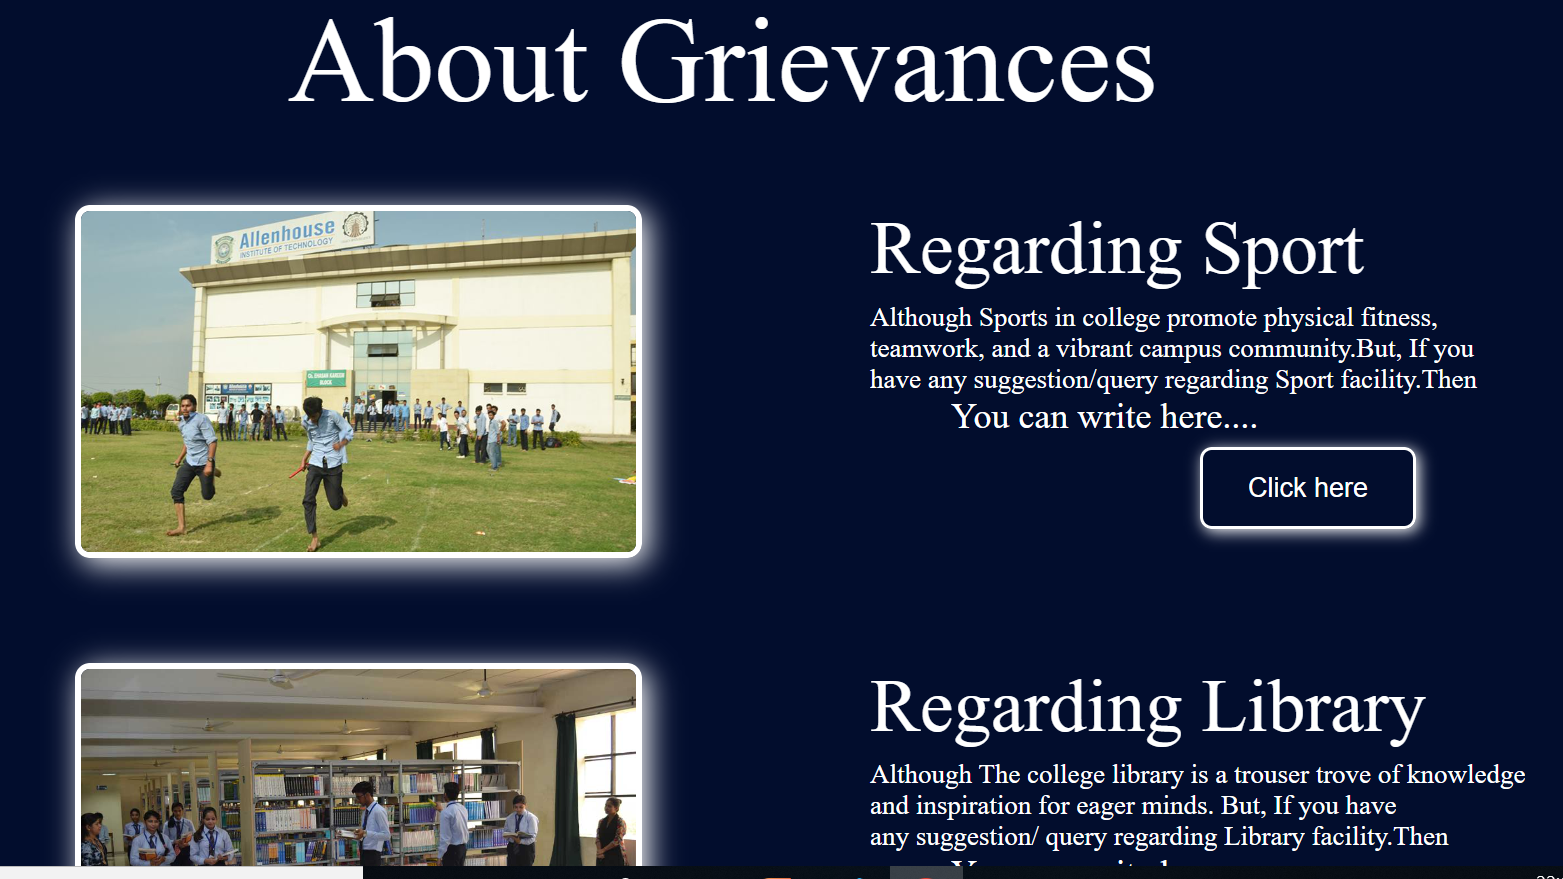 About Grievances
Allenhouse
INSTITUTE OF TECHNOLOGY
BLOCK
Regarding Sport
Although Sports in college promote physical fitness,
teamwork, and a vibrant campus community.But, If you
have any suggestion/query regarding Sport facility.Then
You can write here....
Click here
Regarding Library
Although The college library is a trouser trove of knowledge
and inspiration for eager minds. But, If you have
any suggestion/ query regarding Library facility.Then